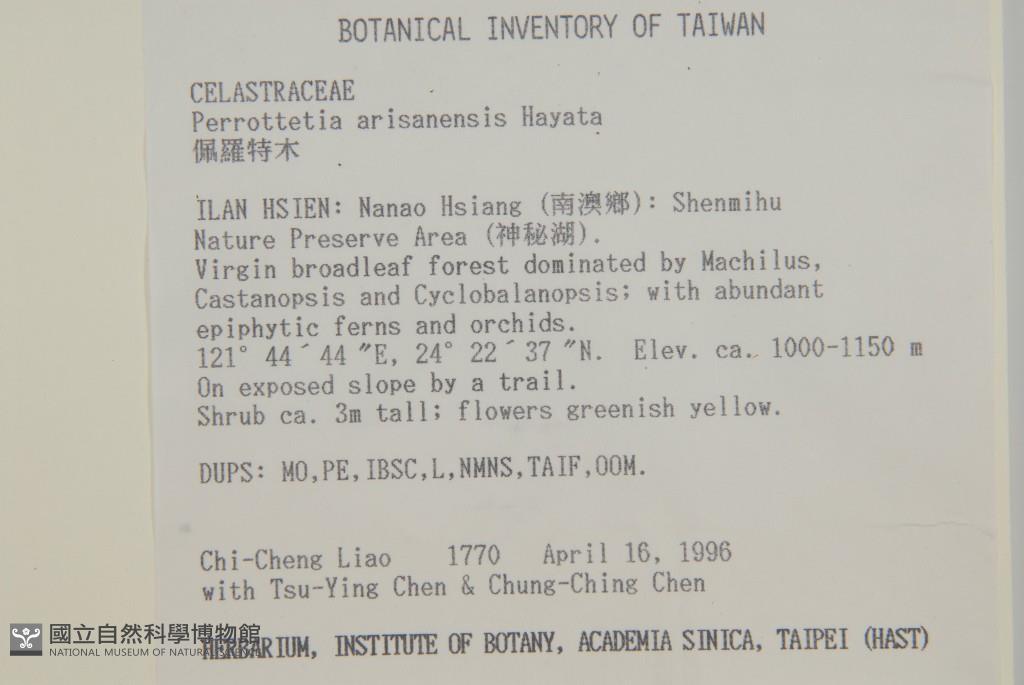 BOTANICAL INVENTORY OF TAIWAN
CELASTRACEAE
Perrottetia arisanensis Hayata
佩羅特木
ILAN HSIEN: Nanao Hsiang (南澳鄉): Shenmihu
Nature Preserve Area (神秘湖).
Virgin broadleaf forest dominated by Machilus,
Castanopsis and Cyclobalanopsis; with abundant
epiphytic ferns and orchids.
121° 44´44 ″E, 24° 22´37 ″N. Elev. ca. 1000-1150 m
On exposed slope by a trail.
Shrub ca. 3m tall; flowers greenish yellow.
DUPS: MO,PE,IBSC,L,NMNS,TAIF,OOM.
Chi-Cheng Liao 1770 April 16, 1996
with Tsu-Ying Chen & Chung-Ching Chen
HERBARIUM, INSTITUTE OF BOTANY, ACADEMIA SINICA, TAIPEI (HAST)
國立自然科學博物館
NATIONAL MUSEUM OF NATURAL SCIENCE